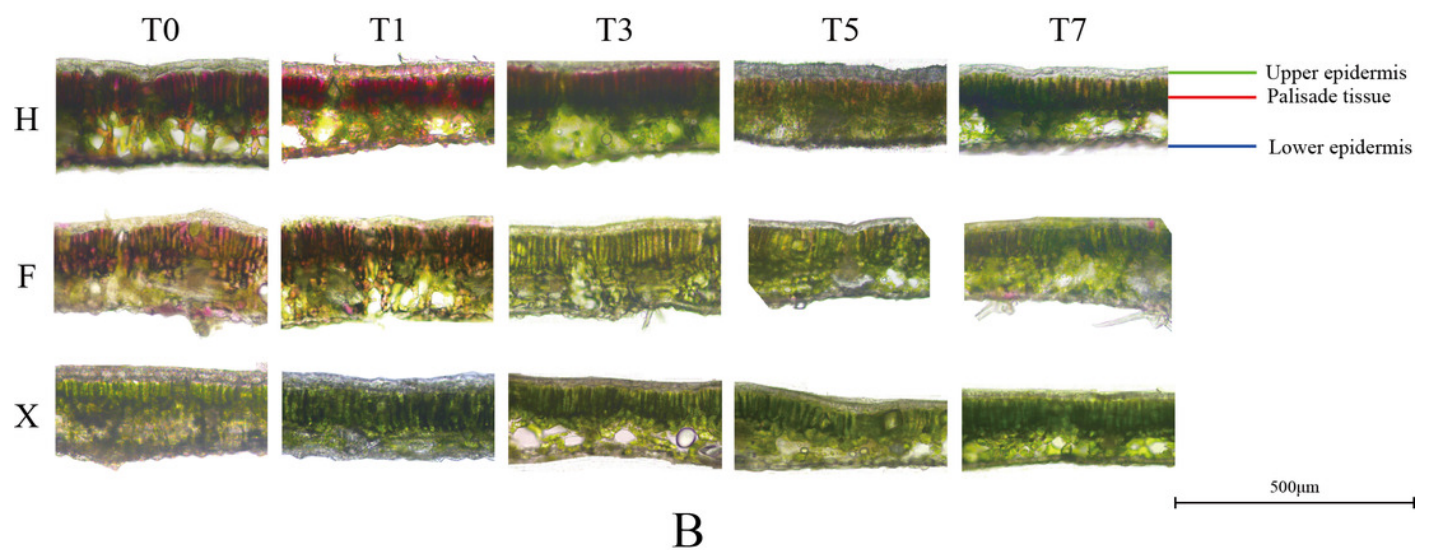 T0 T1 T3 T5 T7
Upper epidermis
Palisade tissue
H
Lower epidermis
F
X
500μm
B